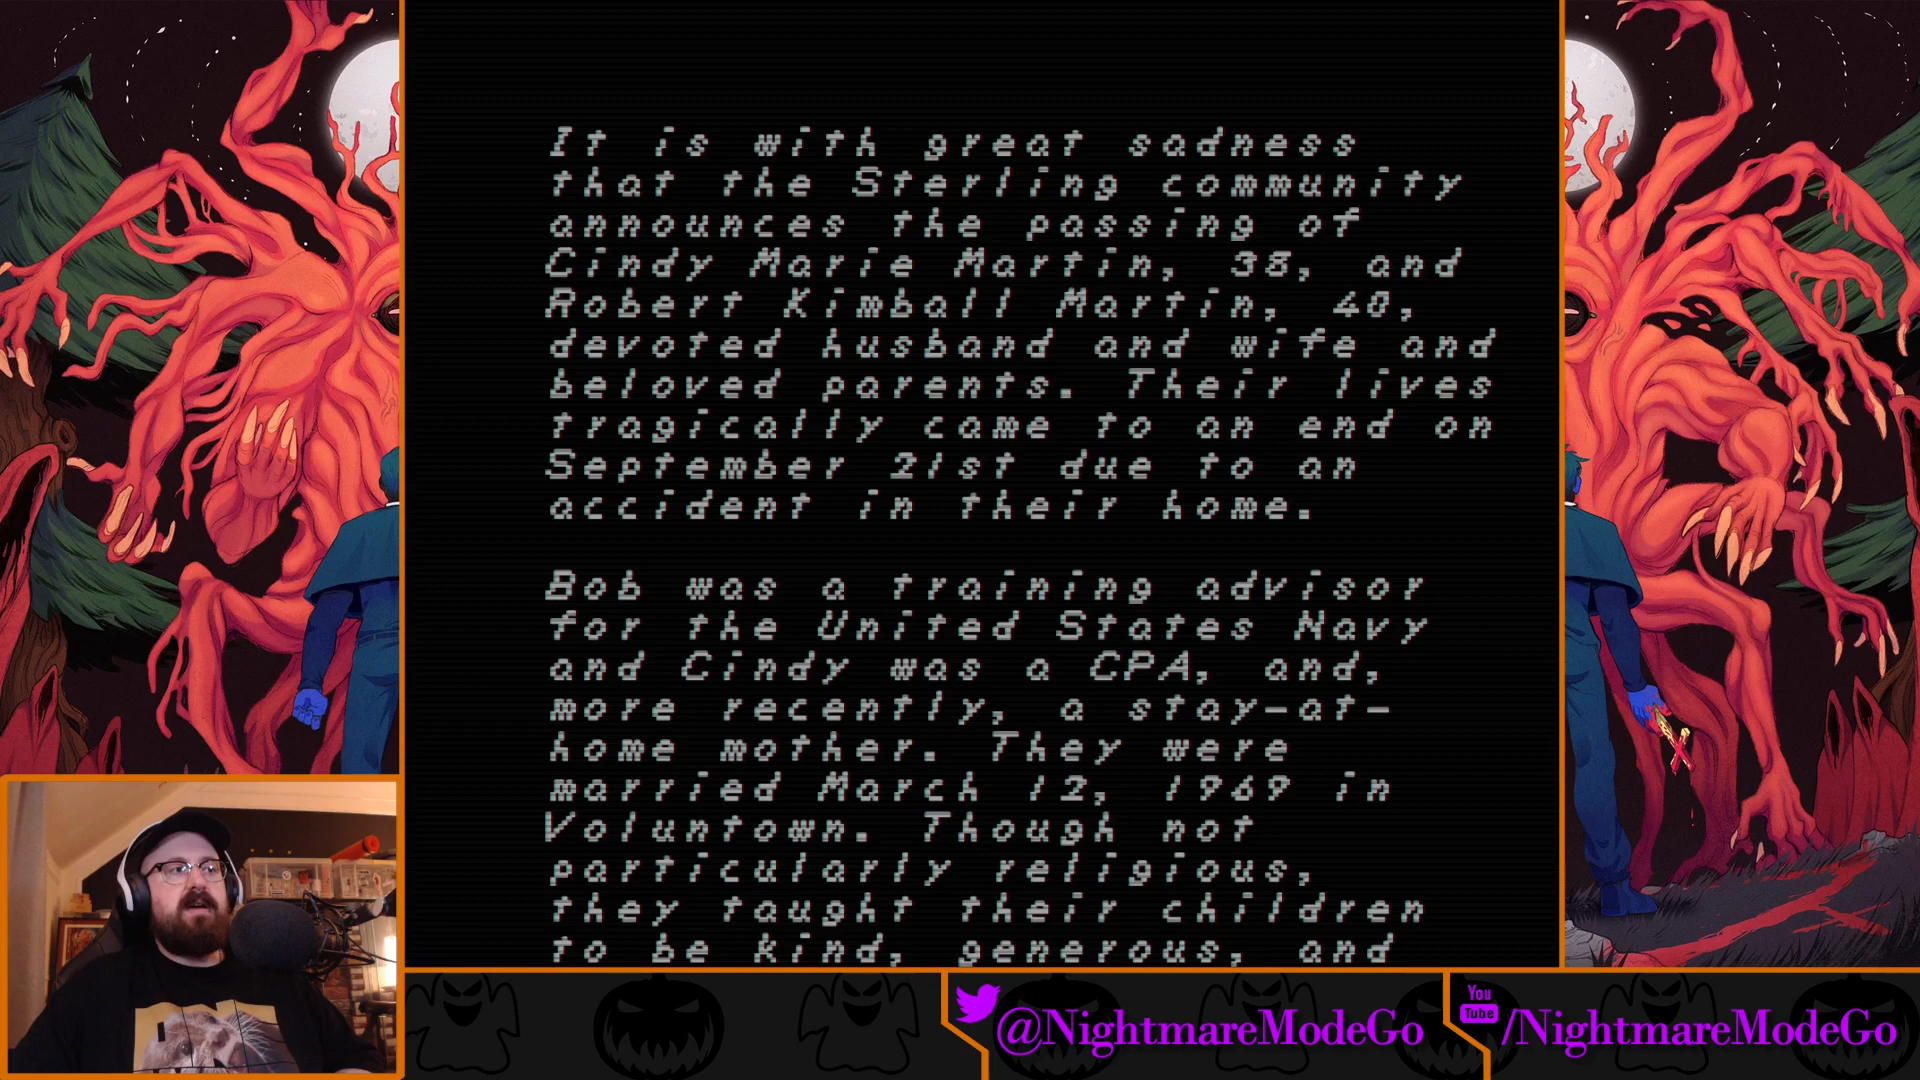 It is with great sadness
that the Sterling community
announces the passing of
Cindy Marie Martin, 38, and
Robert Kimball Martin, 40,
devoted husband and wife and
beloved parents. Their lives
tragically came to an end on
September 21st due to an
accident in their home.
Bob was a training advisor
for the United States Navy
and Cindy was a CPA, and,
more recently, a stay-at-
home mother. They were
married March 12, 1969 in
Voluntown. Though not
particularly religious,
they taught their children
to be kind, generous, and
@NightmareModeGo
You
Tube
/NightmareModeGo